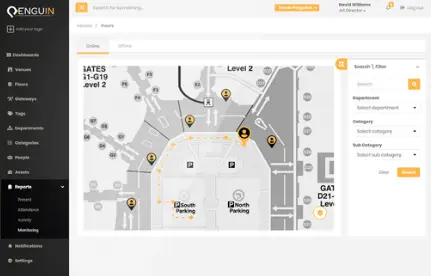 PENGUIN
Add your logo
Dashboards
Venues
Floors
Gateways
Tags
Departments
Categories
People
Assets
Reports
Present
Attendance
Activity
Monitoring
Notifications
Settings
Search for something...
David Williams
Art Director
Log out
Venues / Floors
Online
Offline
GATES
G1-G19
Level 2
Level 2
F5
South
Parking
North
Parking
GAT
D21-
Level
Search & Filter
Search
Department
Select department
Category
Select category
Sub Category
Select sub category
Clear
Search